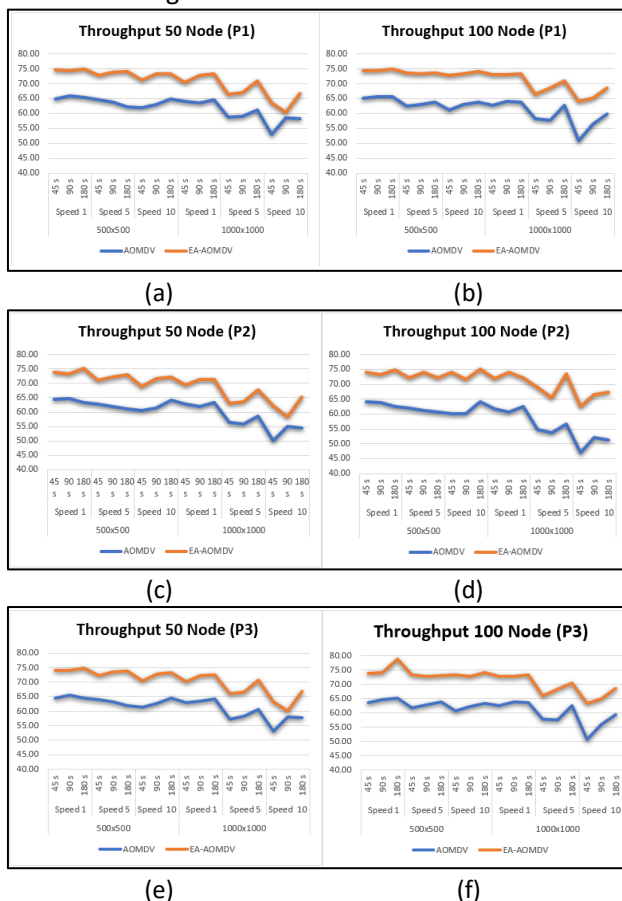 Throughput 50 Node (P1)
80.00
75.00
70.00
65.00
60.00
55.00
50.00
45.00
40.00
45 s 90 s 180 s 45 s 90 s 180 s 45 s 90 s 180 s 45 s 90 s 180 s 45 s 90 s 180 s 45 s 90 s 180 s
Speed 1 Speed 5 Speed 10 Speed 1 Speed 5 Speed 10
500x500 1000x1000
AOMDV EA-AOMDV
Throughput 100 Node (P1)
80.00
75.00
70.00
65.00
60.00
55.00
50.00
45.00
40.00
45 s 90 s 180 s 45 s 90 s 180 s 45 s 90 s 180 s 45 s 90 s 180 s 45 s 90 s 180 s 45 s 90 s 180 s
Speed 1 Speed 5 Speed 10 Speed 1 Speed 5 Speed 10
500x500 1000x1000
AOMDV EA-AOMDV
(a) (b)
Throughput 50 Node (P2)
80.00
75.00
70.00
65.00
60.00
55.00
50.00
45.00
40.00
45 s 90 s 180 s 45 s 90 s 180 s 45 s 90 s 180 s 45 s 90 s 180 s 45 s 90 s 180 s 45 s 90 s 180 s
Speed 1 Speed 5 Speed 10 Speed 1 Speed 5 Speed 10
500x500 1000x1000
AOMDV EA-AOMDV
Throughput 100 Node (P2)
80.00
75.00
70.00
65.00
60.00
55.00
50.00
45.00
40.00
45 s 90 s 180 s 45 s 90 s 180 s 45 s 90 s 180 s 45 s 90 s 180 s 45 s 90 s 180 s 45 s 90 s 180 s
Speed 1 Speed 5 Speed 10 Speed 1 Speed 5 Speed 10
500x500 1000x1000
AOMDV EA-AOMDV
(c) (d)
Throughput 50 Node (P3)
80.00
75.00
70.00
65.00
60.00
55.00
50.00
45.00
40.00
45 s 90 s 180 s 45 s 90 s 180 s 45 s 90 s 180 s 45 s 90 s 180 s 45 s 90 s 180 s 45 s 90 s 180 s
Speed 1 Speed 5 Speed 10 Speed 1 Speed 5 Speed 10
500x500 1000x1000
AOMDV EA-AOMDV
Throughput 100 Node (P3)
80.00
75.00
70.00
65.00
60.00
55.00
50.00
45.00
40.00
45 s 90 s 180 s 45 s 90 s 180 s 45 s 90 s 180 s 45 s 90 s 180 s 45 s 90 s 180 s 45 s 90 s 180 s
Speed 1 Speed 5 Speed 10 Speed 1 Speed 5 Speed 10
500x500 1000x1000
AOMDV EA-AOMDV
(e) (f)